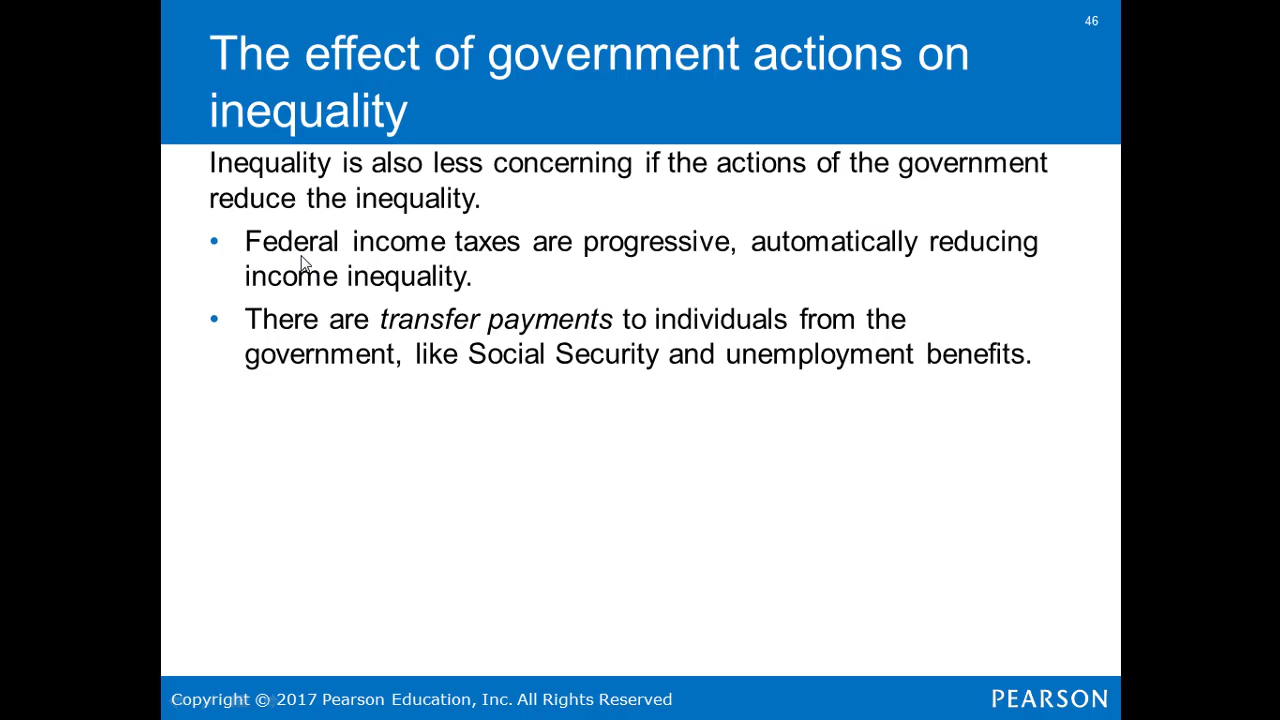 46
The effect of government actions on
inequality
Inequality is also less concerning if the actions of the government
reduce the inequality.
• Federal income taxes are progressive, automatically reducing
income inequality.
• There are transfer payments to individuals from the
government, like Social Security and unemployment benefits.
Copyright © 2017 Pearson Education, Inc. All Rights Reserved
PEARSON